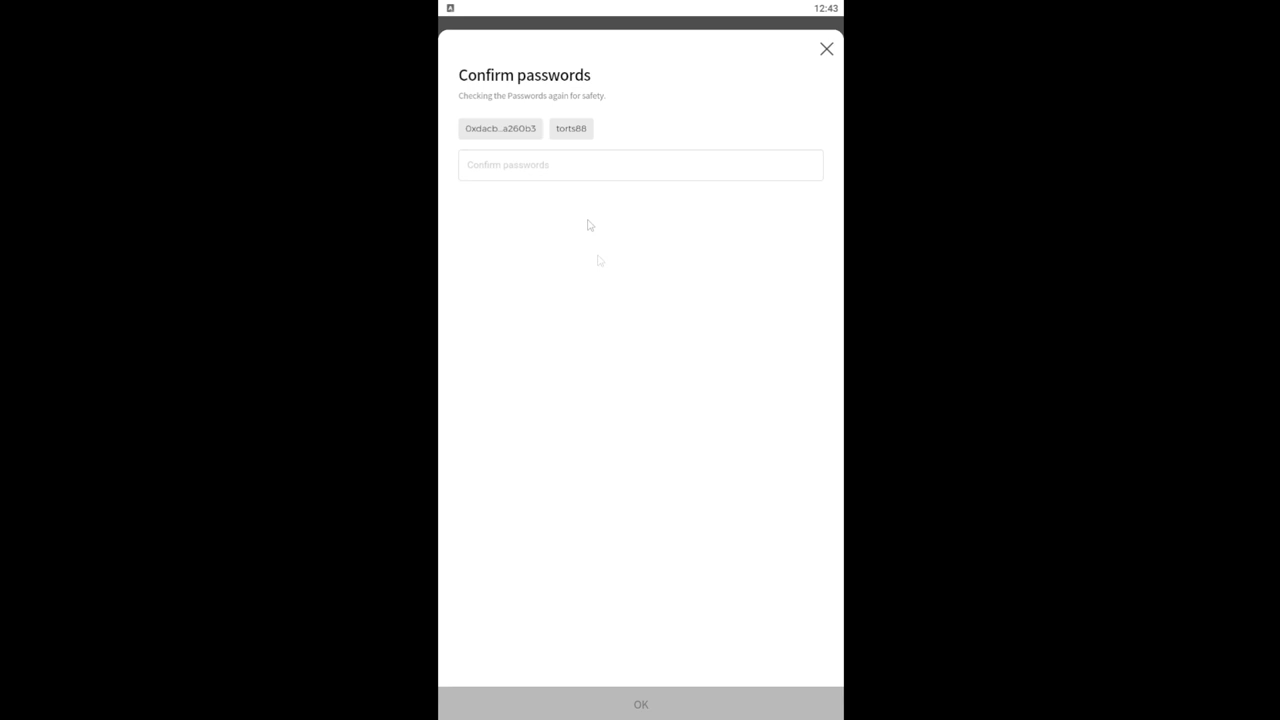 12:43
Confirm passwords
Checking the Passwords again for safety.
0xdacb...a260b3 torts88
Confirm passwords
OK